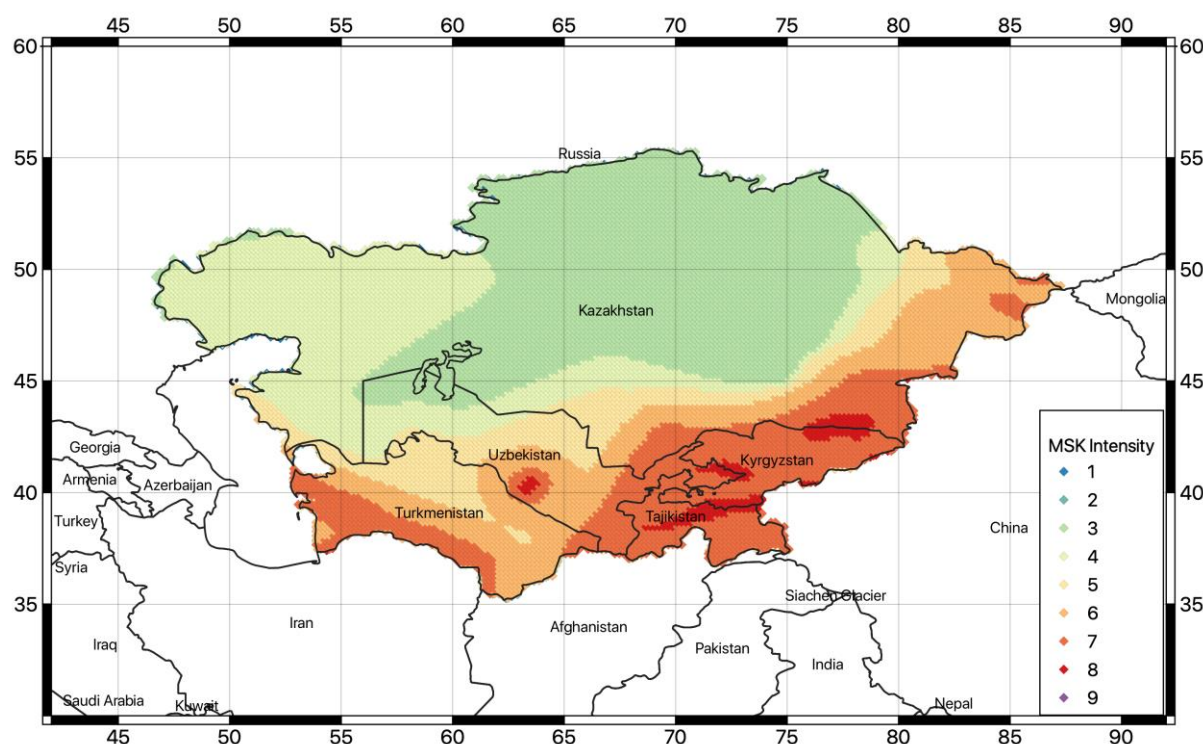 45 50 55 60 65 70 75 80 85 90
60 60
55 Russia 55
50 50
Mongolia
Kazakhstan
45 45
MSK Intensity
1
2
3
4
5
6
7
8
9
Georgia
Uzbekistan
Kyrgyzstan
Armenia
Azerbaijan
40 40
Turkmenistan
Tajikistan
Turkey
China
Syria
35 Siachen Glacier 35
Iran
Afghanistan
Iraq
Pakistan
India
Saudi Arabia
Kuwait
Nepal
45 50 55 60 65 70 75 80 85 90